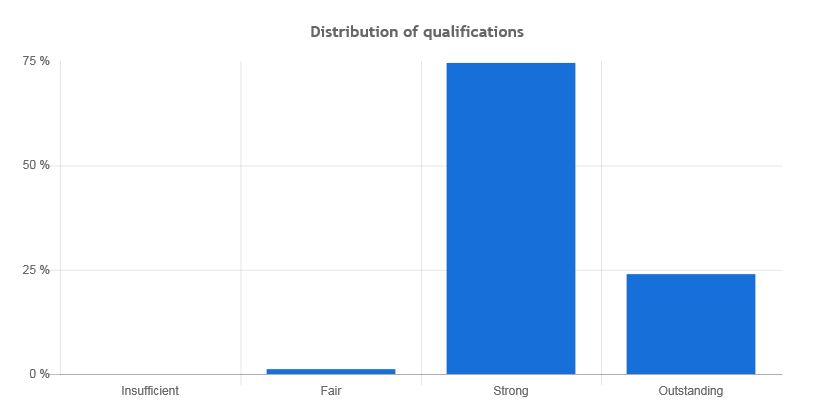 Distribution of qualifications
75 %
50 %
25 %
0 %
Insufficient Fair Strong Outstanding